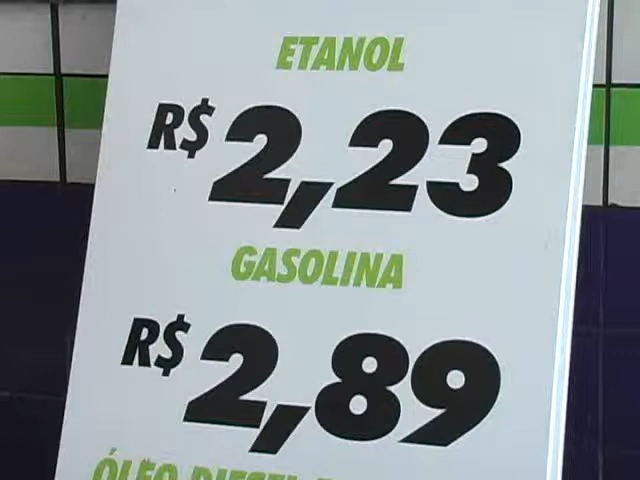 ETANOL
R$ 2,23
GASOLINA
R$ 2,89
ÓLEO DIESEL